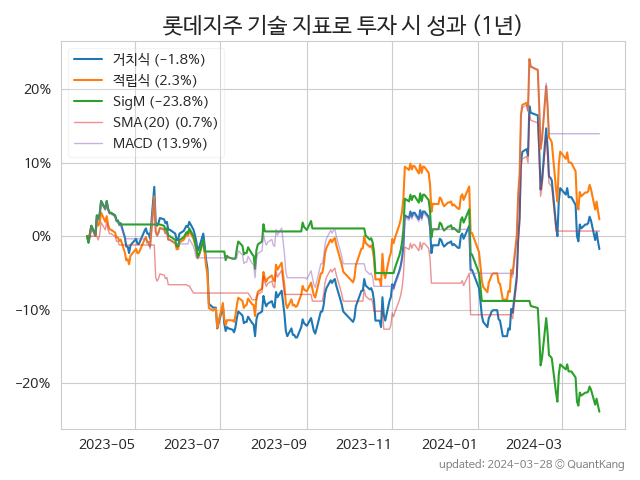 롯데지주 기술 지표로 투자 시 성과 (1년)
거치식 (−1.8%)
적립식 (2.3%)
SigM (−23.8%)
SMA(20) (0.7%)
MACD (13.9%)
20%
10%
0%
−10%
−20%
2023-05 2023-07 2023-09 2023-11 2024-01 2024-03
updated: 2024-03-28 © QuantKang